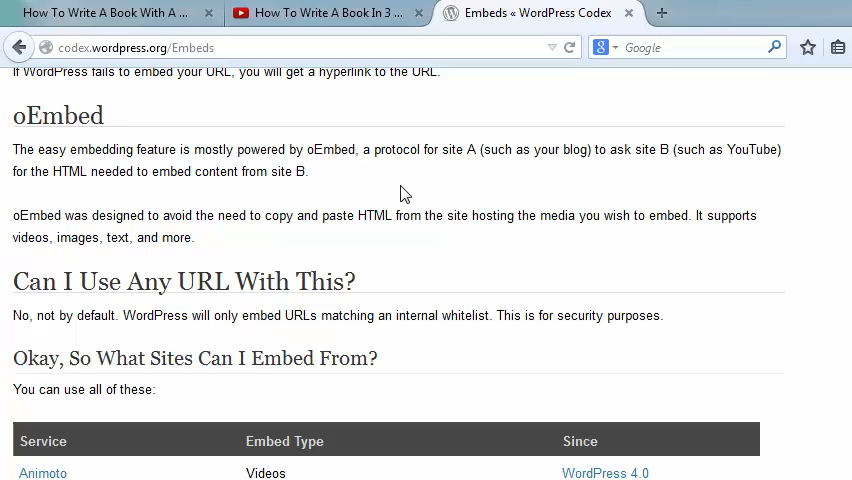 How To Write A Book With A ...
How To Write A Book In 3 ...
Embeds « WordPress Codex
codex.wordpress.org/Embeds
Google
If WordPress fails to embed your URL, you will get a hyperlink to the URL.
oEmbed
The easy embedding feature is mostly powered by oEmbed, a protocol for site A (such as your blog) to ask site B (such as YouTube)
for the HTML needed to embed content from site B.
oEmbed was designed to avoid the need to copy and paste HTML from the site hosting the media you wish to embed. It supports
videos, images, text, and more.
Can I Use Any URL With This?
No, not by default. WordPress will only embed URLs matching an internal whitelist. This is for security purposes.
Okay, So What Sites Can I Embed From?
You can use all of these:
Service Embed Type Since
Animoto Videos WordPress 4.0